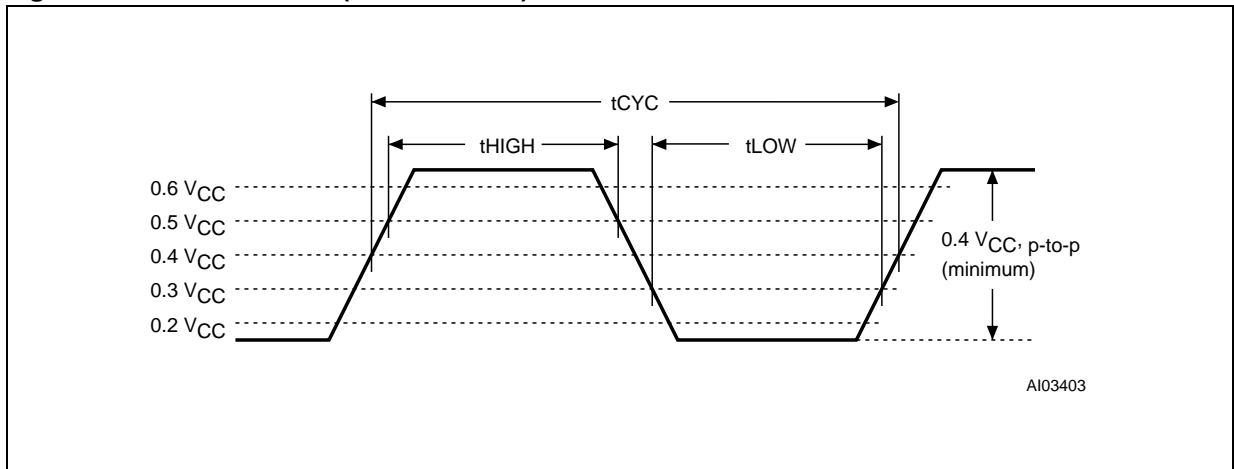 tCYC
tHIGH
tLOW
0.6 VCC
0.5 VCC
0.4 VCC
0.3 VCC
0.2 VCC
0.4 VCC, p-to-p
(minimum)
AI03403